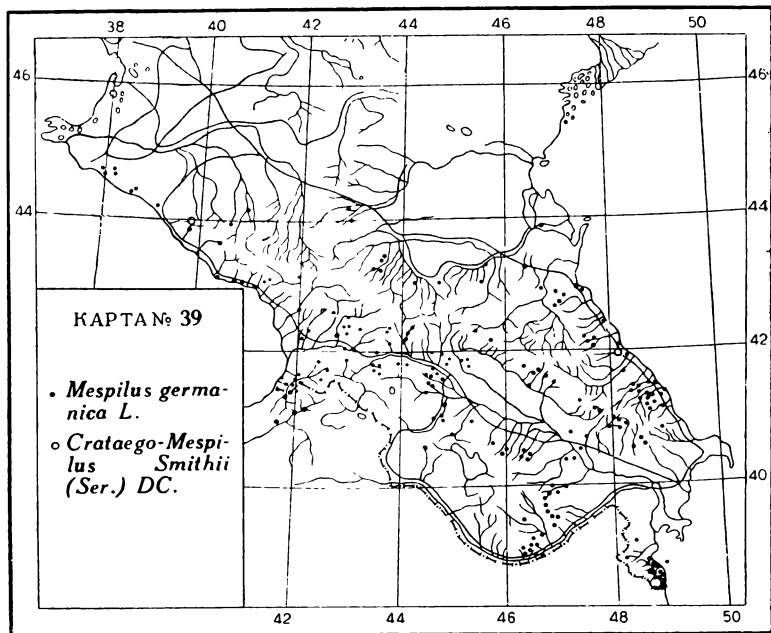 38 40 42 44 46 48 50
46 46
44 44
КАРТА № 39
• Mespilus germa-
nica L.
○ Crataego-Mespi-
lus Smithii
(Ser.) DC.
42 42
40
42 44 46 48 50